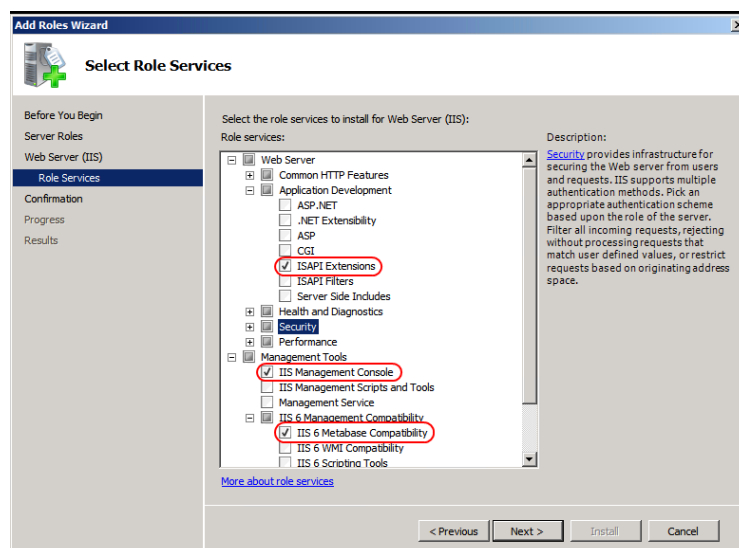 Add Roles Wizard
Select Role Services
Before You Begin
Server Roles
Web Server (IIS)
Role Services
Confirmation
Progress
Results
Select the role services to install for Web Server (IIS):
Role services:
Web Server
Common HTTP Features
Application Development
ASP.NET
.NET Extensibility
ASP
CGI
ISAPI Extensions
ISAPI Filters
Server Side Includes
Health and Diagnostics
Security
Performance
Management Tools
IIS Management Console
IIS Management Scripts and Tools
Management Service
IIS 6 Management Compatibility
IIS 6 Metabase Compatibility
IIS 6 WMI Compatibility
IIS 6 Scripting Tools
More about role services
Description:
Security provides infrastructure for
securing the Web server from users
and requests. IIS supports multiple
authentication methods. Pick an
appropriate authentication scheme
based upon the role of the server.
Filter all incoming requests, rejecting
without processing requests that
match user defined values, or restrict
requests based on originating address
space.
< Previous
Next >
Install
Cancel